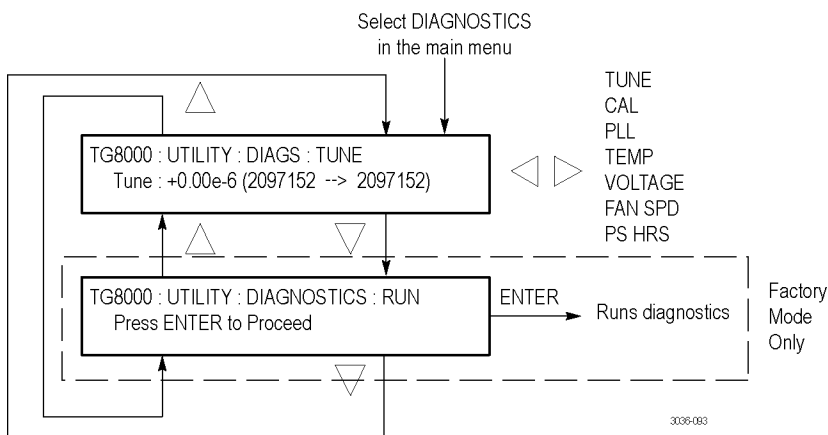 Select DIAGNOSTICS
in the main menu
TG8000 : UTILITY : DIAGS : TUNE
Tune : +0.00e-6 (2097152 --> 2097152)
TUNE
CAL
PLL
TEMP
VOLTAGE
FAN SPD
PS HRS
TG8000 : UTILITY : DIAGNOSTICS : RUN
Press ENTER to Proceed
ENTER
Runs diagnostics
Factory
Mode
Only
3036-093